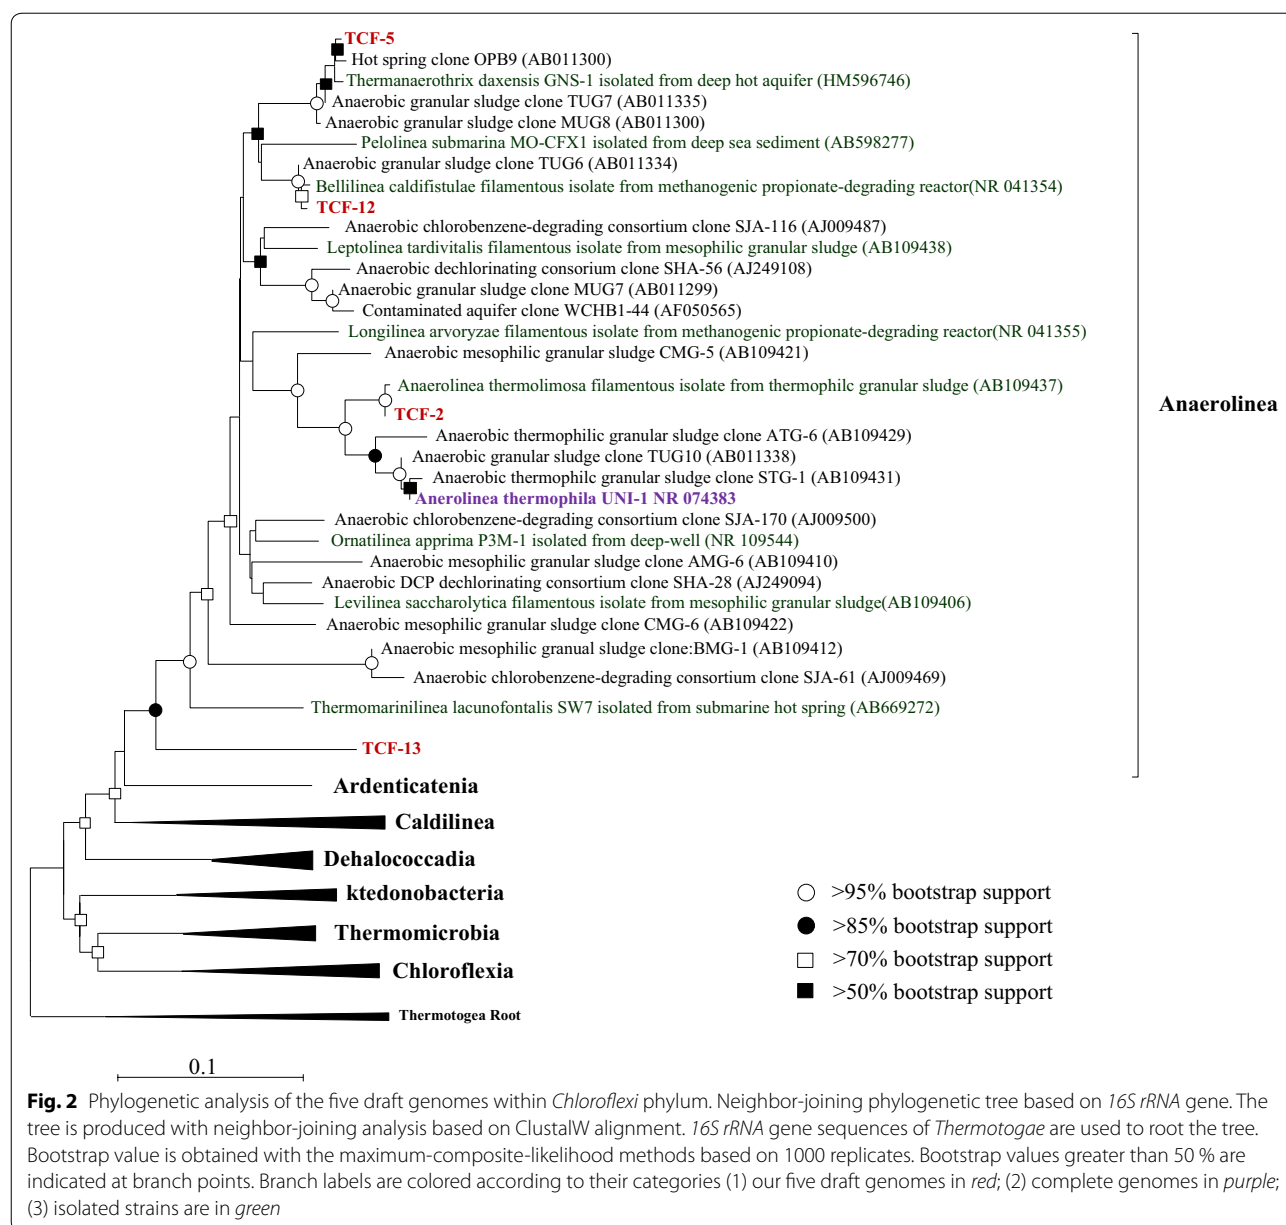 TCF-5
Hot spring clone OPB9 (AB011300)
Thermanaerothrix daxensis GNS-1 isolated from deep hot aquifer (HM596746)
Anaerobic granular sludge clone TUG7 (AB011335)
Anaerobic granular sludge clone MUG8 (AB011300)
Pelolinea submarina MO-CFX1 isolated from deep sea sediment (AB598277)
Anaerobic granular sludge clone TUG6 (AB011334)
Bellilinea caldifistulae filamentous isolate from methanogenic propionate-degrading reactor(NR 041354)
TCF-12
Anaerobic chlorobenzene-degrading consortium clone SJA-116 (AJ009487)
Leptolinea tardivitalis filamentous isolate from mesophilic granular sludge (AB109438)
Anaerobic dechlorinating consortium clone SHA-56 (AJ249108)
Anaerobic granular sludge clone MUG7 (AB011299)
Contaminated aquifer clone WCHB1-44 (AF050565)
Longilinea arvoryzae filamentous isolate from methanogenic propionate-degrading reactor(NR 041355)
Anaerobic mesophilic granular sludge CMG-5 (AB109421)
Anaerolinea thermolimosa filamentous isolate from thermophilc granular sludge (AB109437)
Anaerolinea
TCF-2
Anaerobic thermophilic granular sludge clone ATG-6 (AB109429)
Anaerobic granular sludge clone TUG10 (AB011338)
Anaerobic thermophilc granular sludge clone STG-1 (AB109431)
Anerolinea thermophila UNI-1 NR 074383
Anaerobic chlorobenzene-degrading consortium clone SJA-170 (AJ009500)
Ornatilinea apprima P3M-1 isolated from deep-well (NR 109544)
Anaerobic mesophilic granular sludge clone AMG-6 (AB109410)
Anaerobic DCP dechlorinating consortium clone SHA-28 (AJ249094)
Levilinea saccharolytica filamentous isolate from mesophilic granular sludge(AB109406)
Anaerobic mesophilic granular sludge clone CMG-6 (AB109422)
Anaerobic mesophilic granual sludge clone:BMG-1 (AB109412)
Anaerobic chlorobenzene-degrading consortium clone SJA-61 (AJ009469)
Thermomarinilinea lacunofontalis SW7 isolated from submarine hot spring (AB669272)
TCF-13
Ardenticatenia
Caldilinea
Dehalococcadia
ktedonobacteria
Thermomicrobia
Chloroflexia
Thermotogea Root
>95% bootstrap support
>85% bootstrap support
>70% bootstrap support
>50% bootstrap support
0.1
Fig. 2 Phylogenetic analysis of the five draft genomes within Chloroflexi phylum. Neighbor-joining phylogenetic tree based on 16S rRNA gene. The
tree is produced with neighbor-joining analysis based on ClustalW alignment. 16S rRNA gene sequences of Thermotogae are used to root the tree.
Bootstrap value is obtained with the maximum-composite-likelihood methods based on 1000 replicates. Bootstrap values greater than 50 % are
indicated at branch points. Branch labels are colored according to their categories (1) our five draft genomes in red; (2) complete genomes in purple;
(3) isolated strains are in green